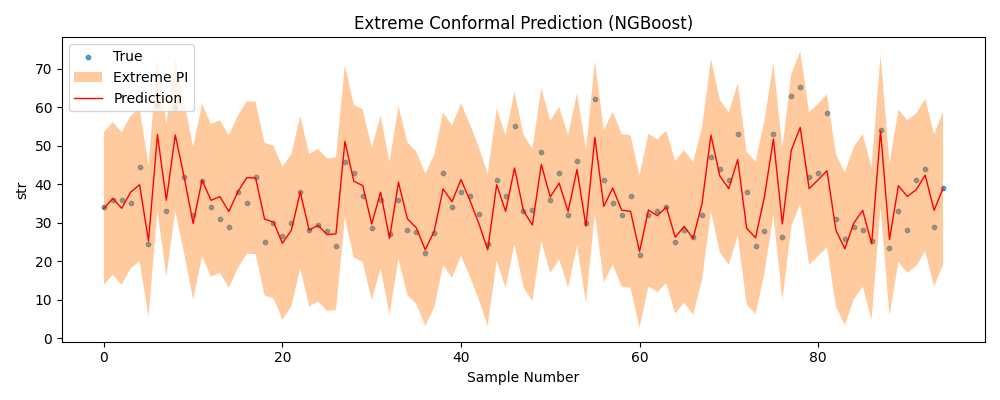 Extreme Conformal Prediction (NGBoost)
True
Extreme PI
Prediction
70
60
50
40
30
20
10
0
str
0 20 40 60 80
Sample Number